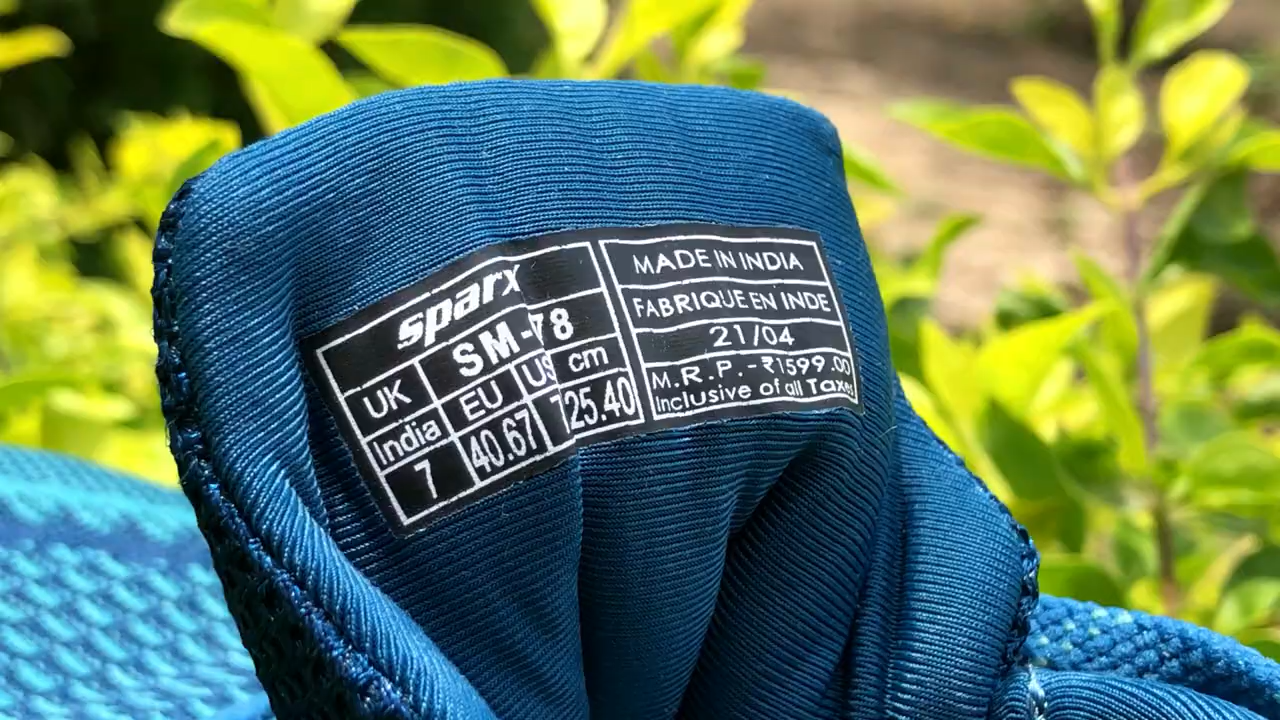 sparx
SM-78
UK India EU US cm
7 40.67 25.40
MADE IN INDIA
FABRIQUE EN INDE
21/04
M.R.P.-₹1599.00
Inclusive of all Taxes